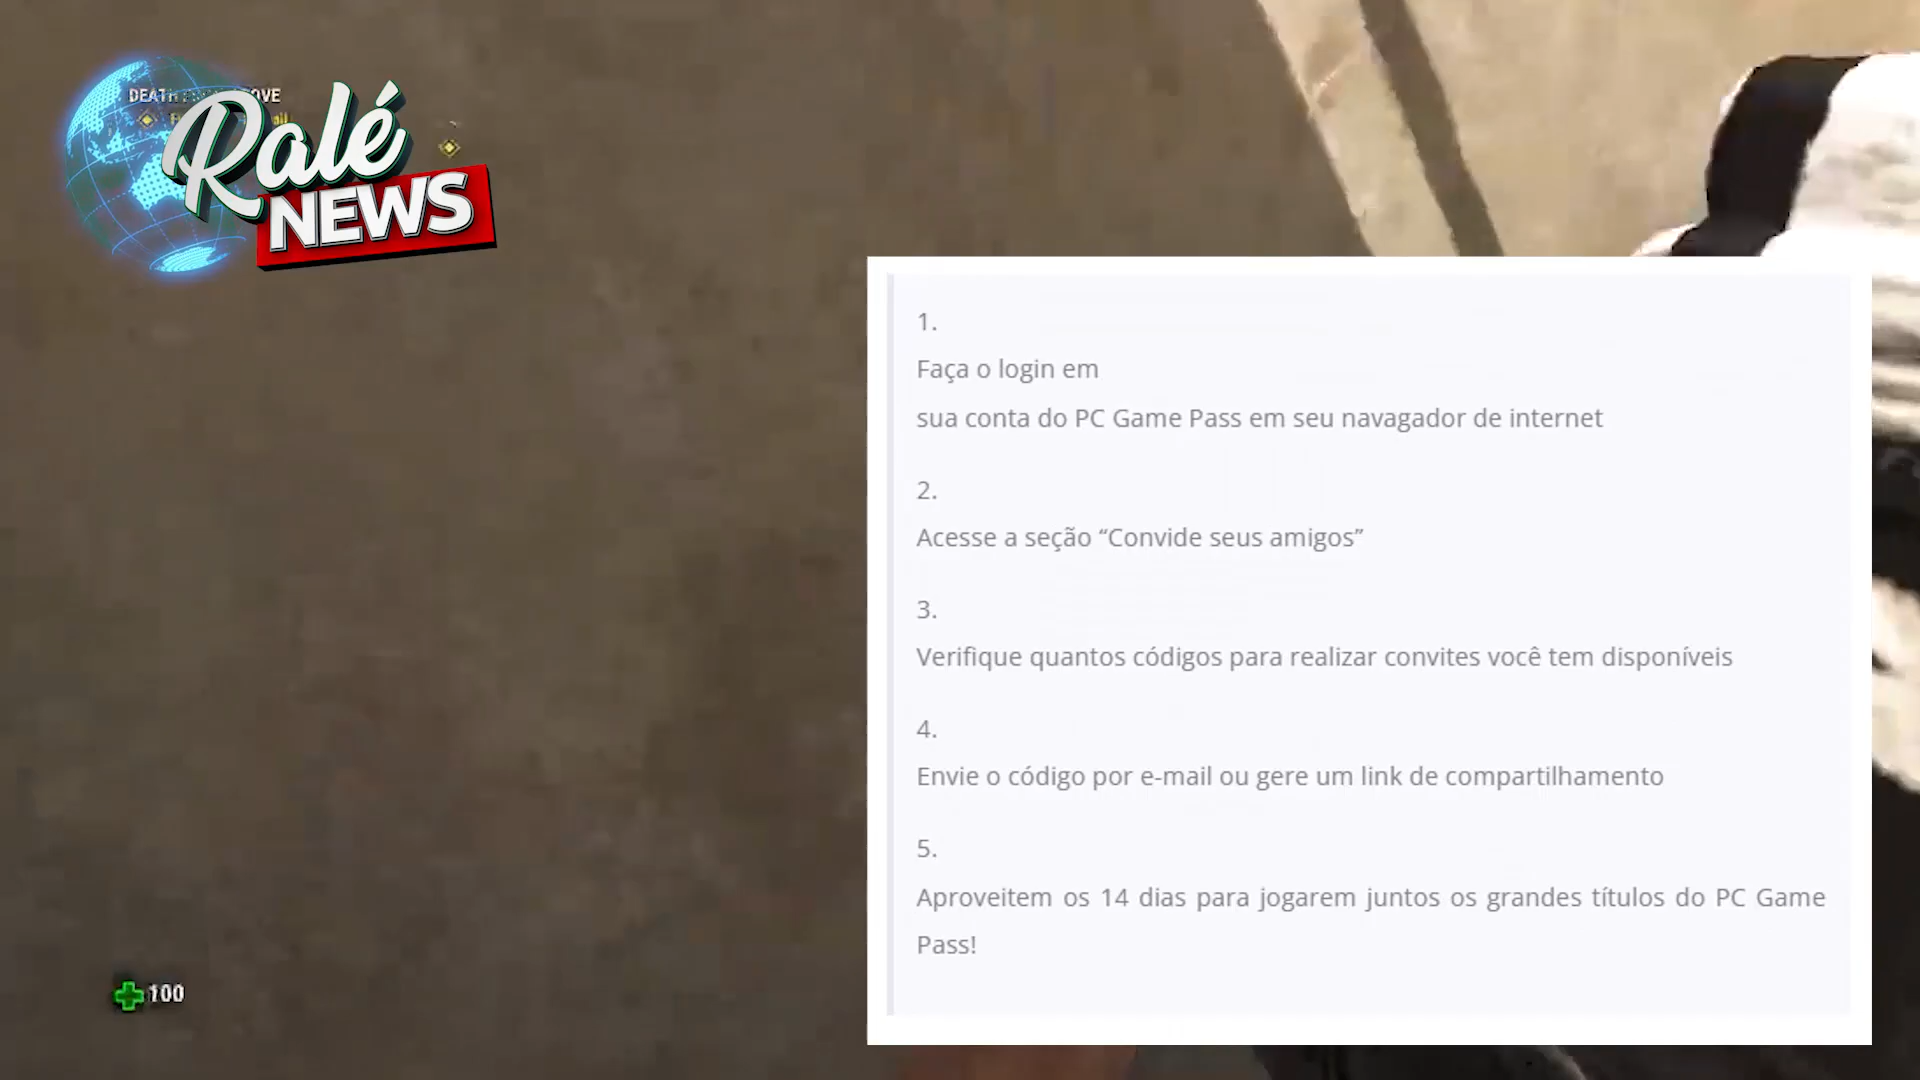 DEATH
Ralé
NEWS
1.
Faça o login em
sua conta do PC Game Pass em seu navagador de internet
2.
Acesse a seção “Convide seus amigos”
3.
Verifique quantos códigos para realizar convites você tem disponíveis
4.
Envie o código por e-mail ou gere um link de compartilhamento
5.
Aproveitem os 14 dias para jogarem juntos os grandes títulos do PC Game
Pass!
100